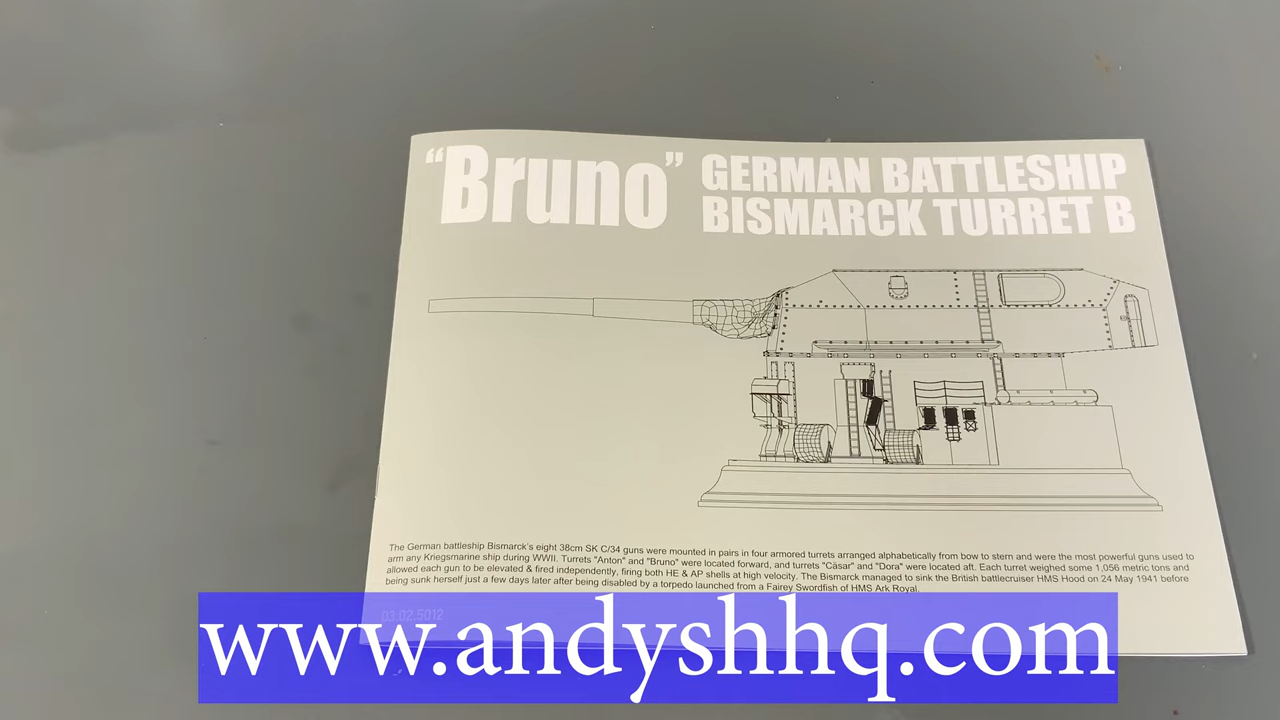 "Bruno" GERMAN BATTLESHIP
BISMARCK TURRET B
The German battleship Bismarck's eight 38cm SK C/34 guns were mounted in pairs in four armored turrets arranged alphabetically from bow to stern and were the most powerful guns used to
arm any Kriegsmarine ship during WWII. Turrets "Anton" and "Bruno" were located forward, and turrets "Cäsar" and "Dora" were located aft. Each turret weighed some 1,056 metric tons and
allowed each gun to be elevated & fired independently, firing both HE & AP shells at high velocity. The Bismarck managed to sink the British battlecruiser HMS Hood on 24 May 1941 before
being sunk herself just a few days later after being disabled by a torpedo launched from a Fairey Swordfish of HMS Ark Royal.
03.02.5012
www.andyshhq.com